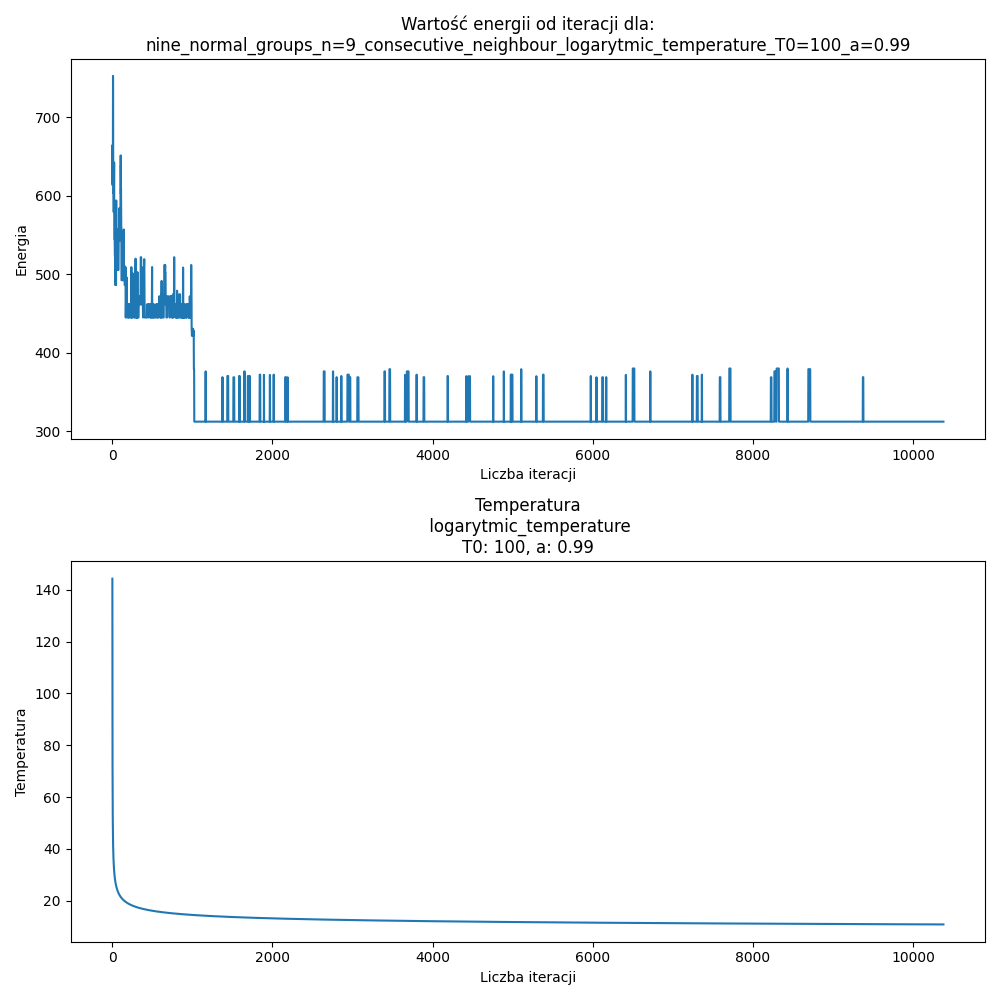 Wartość energii od iteracji dla:
nine_normal_groups_n=9_consecutive_neighbour_logarytmic_temperature_T0=100_a=0.99
700
600
500
400
300
Energia
0 2000 4000 6000 8000 10000
Liczba iteracji
Temperatura
logarytmic_temperature
T0: 100, a: 0.99
140
120
100
80
60
40
20
Temperatura
0 2000 4000 6000 8000 10000
Liczba iteracji